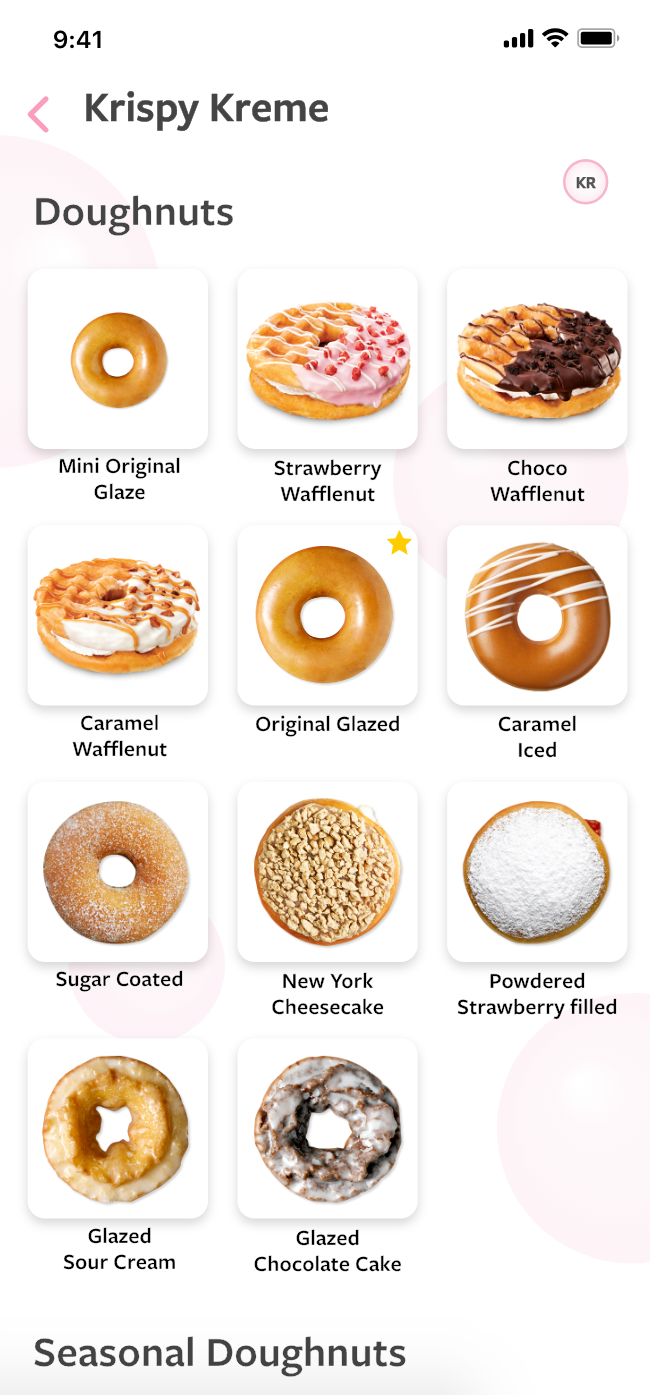 9:41
Krispy Kreme
KR
Doughnuts
Mini Original
Glaze
Strawberry
Wafflenut
Choco
Wafflenut
Caramel
Wafflenut
Original Glazed
Caramel
Iced
Sugar Coated
New York
Cheesecake
Powdered
Strawberry filled
Glazed
Sour Cream
Glazed
Chocolate Cake
Seasonal Doughnuts